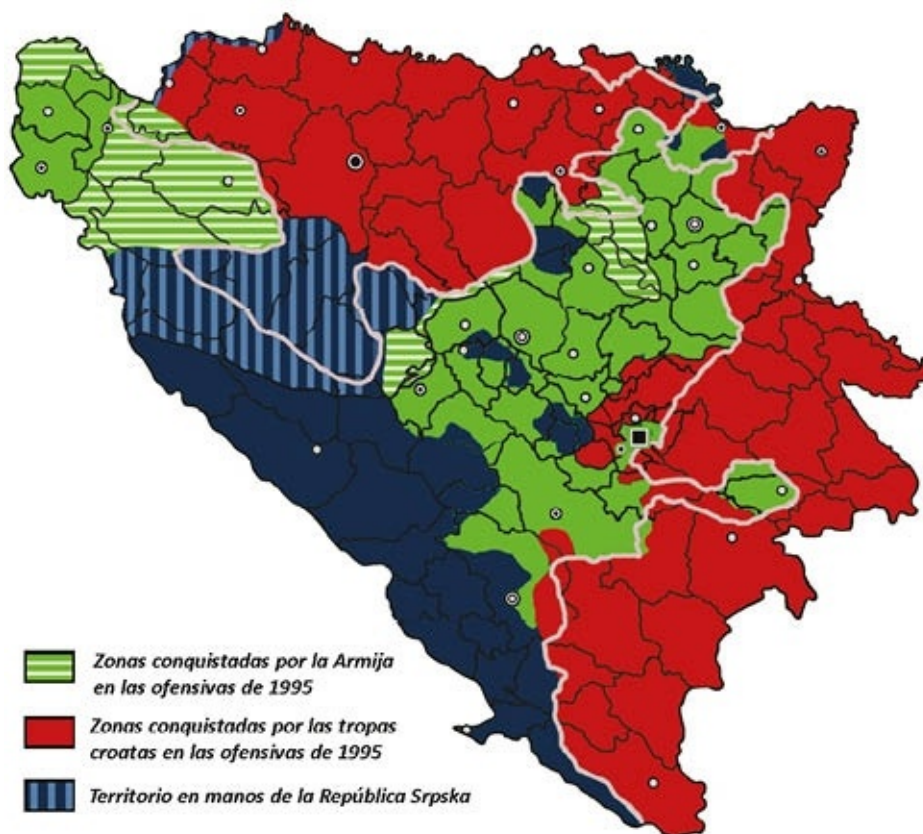 Zonas conquistadas por la Armija
en las ofensivas de 1995
Zonas conquistadas por las tropas
croatas en las ofensivas de 1995
Territorio en manos de la República Srpska